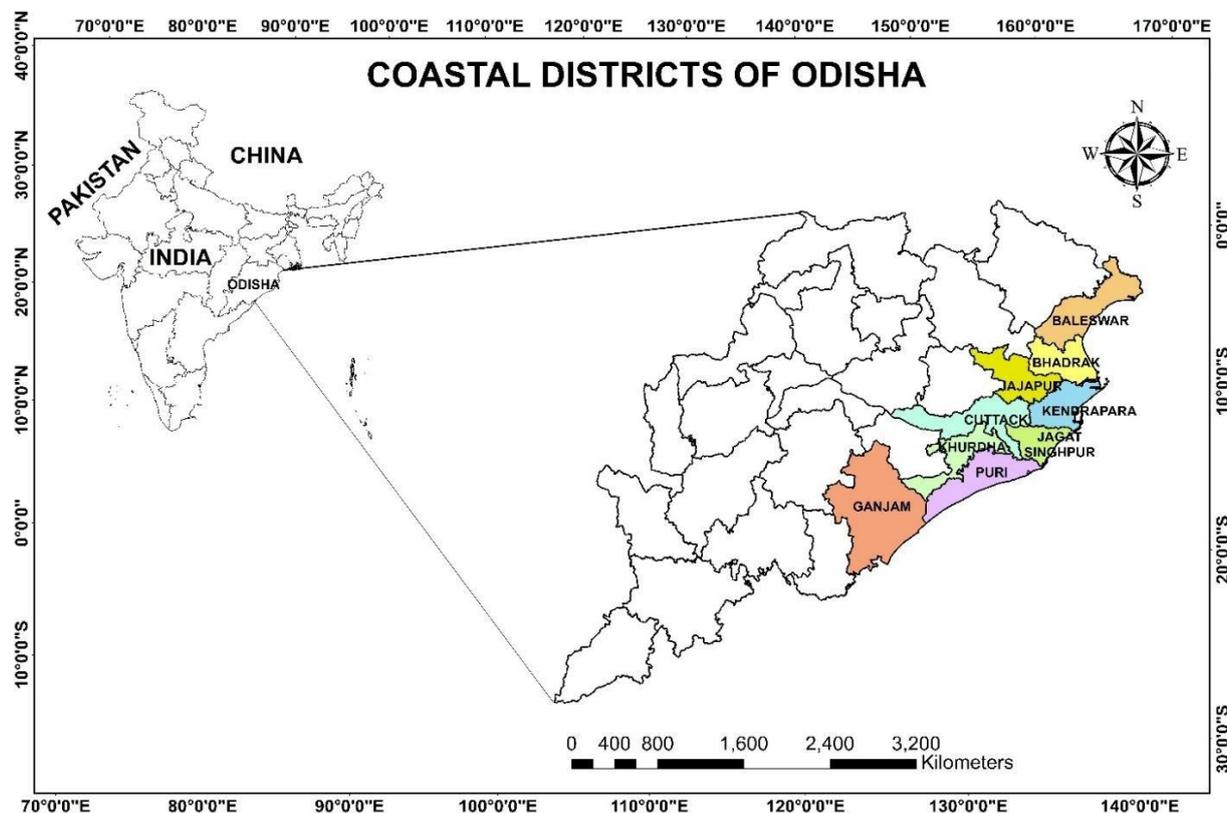 70°0'0"E 80°0'0"E 90°0'0"E 100°0'0"E 110°0'0"E 120°0'0"E 130°0'0"E 140°0'0"E 150°0'0"E 160°0'0"E 170°0'0"E
COASTAL DISTRICTS OF ODISHA
40°0'0"N
30°0'0"N
20°0'0"N
10°0'0"N
0°0'0"
10°0'0"S
PAKISTAN
CHINA
INDIA
ODISHA
N
W E
S
BALESWAR
BHADRAK
JAJAPUR
KENDRAPARA
CUTTACK
JAGAT
SINGHPUR
KHURDHA
PURI
GANJAM
0°0'0"
10°0'0"S
20°0'0"S
30°0'0"S
0 400 800 1,600 2,400 3,200
Kilometers
70°0'0"E 80°0'0"E 90°0'0"E 100°0'0"E 110°0'0"E 120°0'0"E 130°0'0"E 140°0'0"E